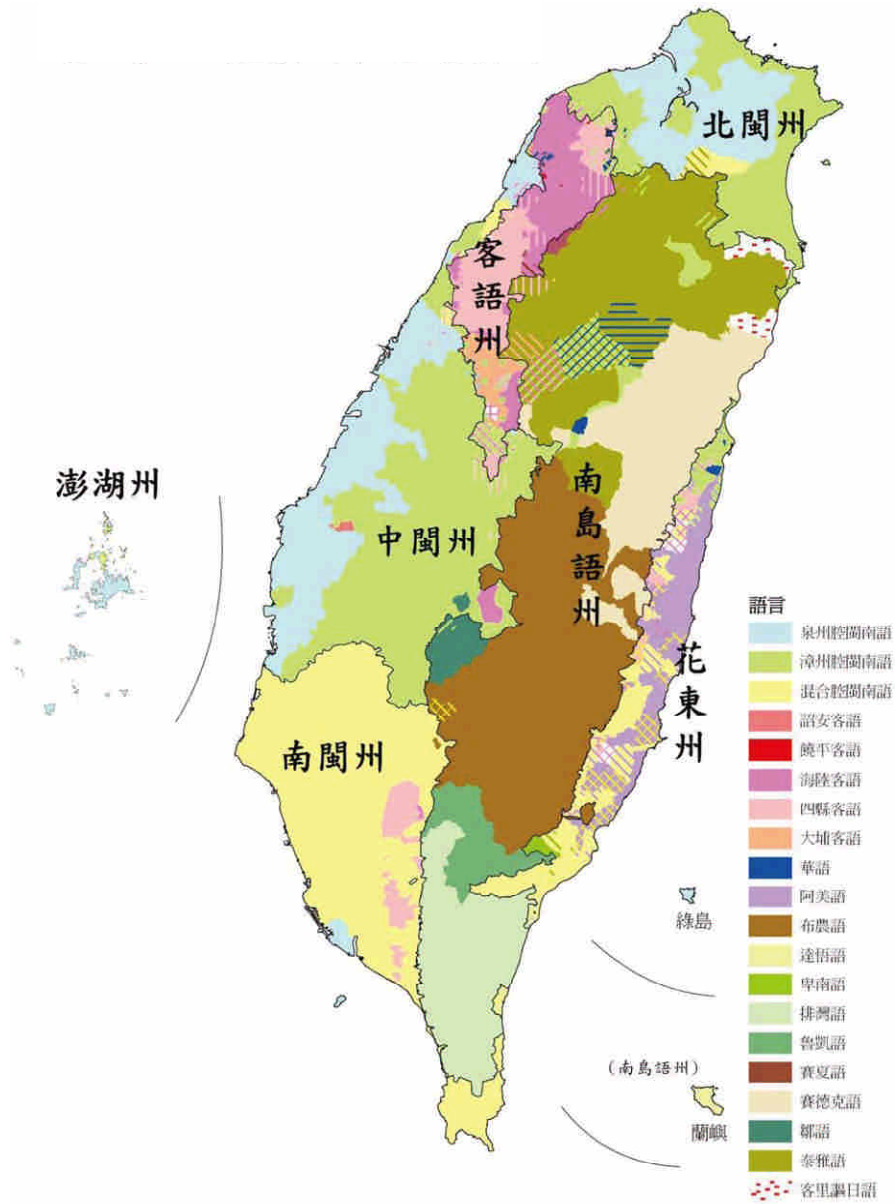 北閩州
客語州
澎湖州
中閩州
南島語州
花東州
南閩州
綠島
(南島語州)
蘭嶼
語言
泉州腔閩南語
漳州腔閩南語
混合腔閩南語
詔安客語
饒平客語
海陸客語
四縣客語
大埔客語
華語
阿美語
布農語
達悟語
卑南語
排灣語
魯凱語
賽夏語
賽德克語
鄒語
泰雅語
寒溪語日語